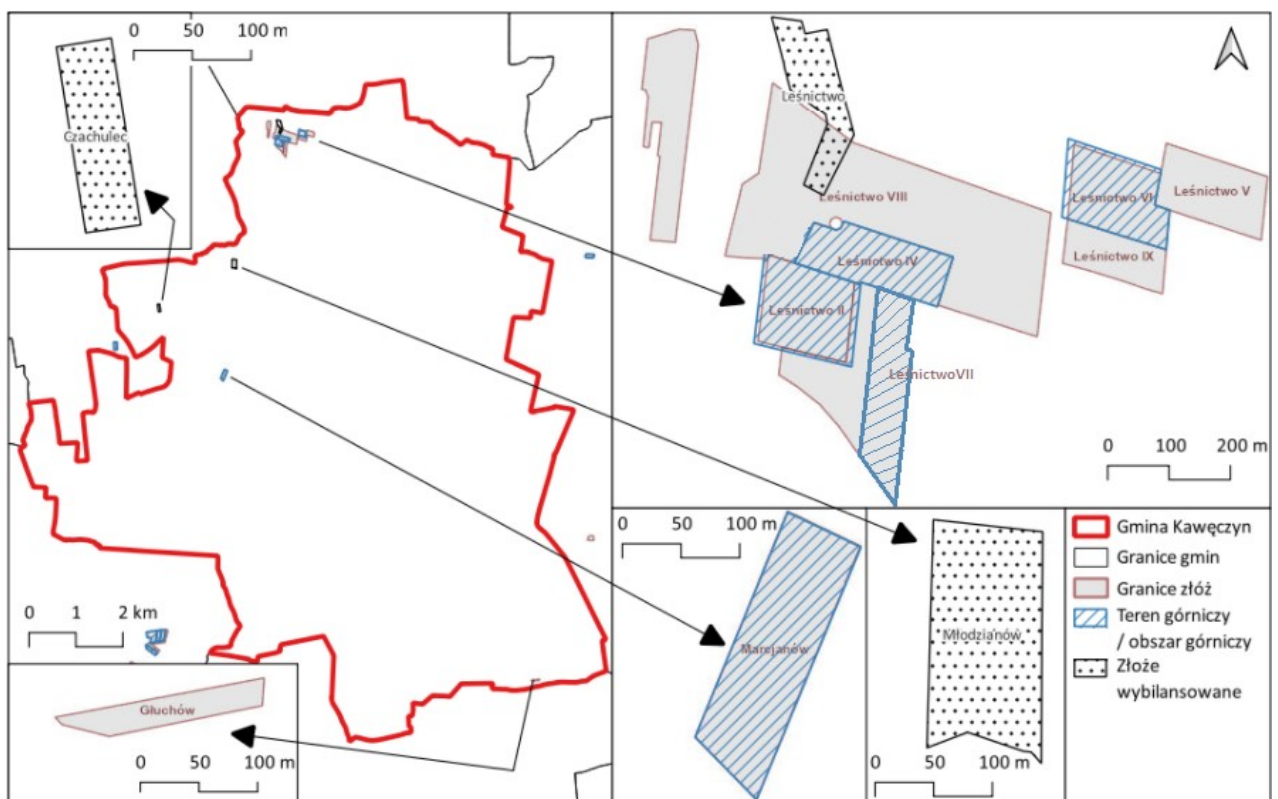 0 50 100 m
Czachulec
0 1 2 km
Głuchów
0 50 100 m
Leśnictwo
Leśnictwo VIII
Leśnictwo VI
Leśnictwo V
Leśnictwo IV
Leśnictwo IX
Leśnictwo II
LeśnictwoVII
0 100 200 m
0 50 100 m
Marcjanów
Młodzianów
0 50 100 m
Gmina Kawęczyn
Granice gmin
Granice złóż
Teren górniczy
/ obszar górniczy
Złoże
wybilansowane